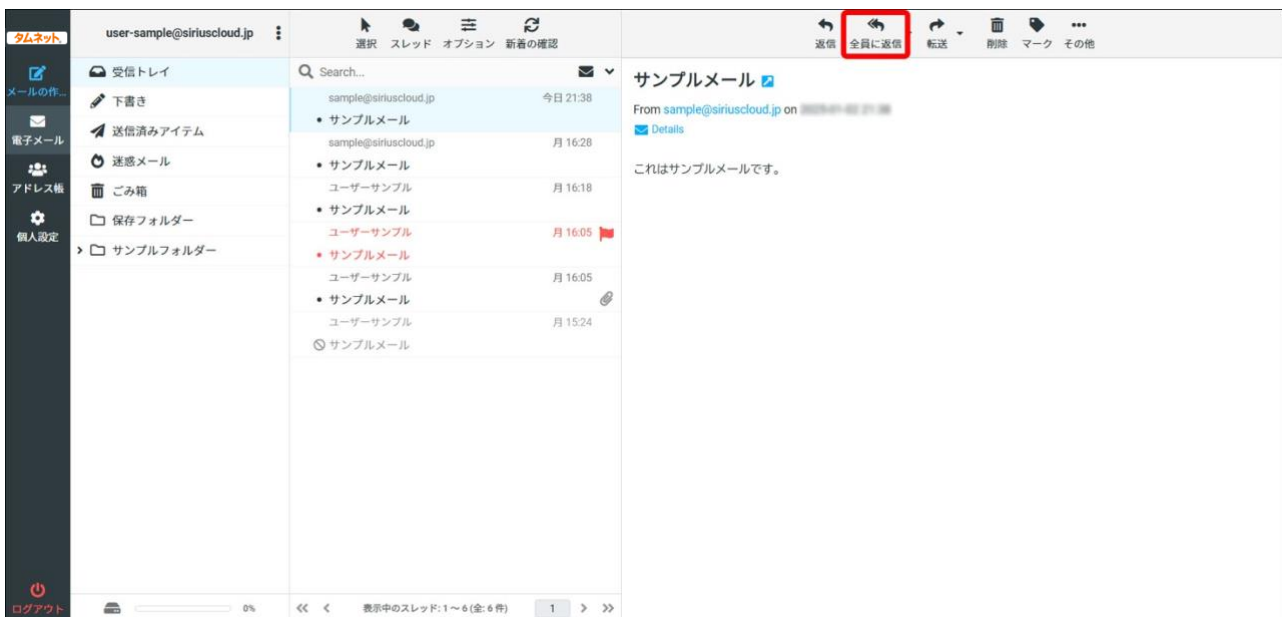 タムネット
メールの作...
電子メール
アドレス帳
個人設定
ログアウト
user-sample@siriuscloud.jp
受信トレイ
下書き
送信済みアイテム
迷惑メール
ごみ箱
保存フォルダー
サンプルフォルダー
0%
選択 スレッド オプション 新着の確認
Search...
sample@siriuscloud.jp 今日 21:38
• サンプルメール
sample@siriuscloud.jp 月 16:28
• サンプルメール
ユーザーサンプル 月 16:18
• サンプルメール
ユーザーサンプル 月 16:05
• サンプルメール
ユーザーサンプル 月 16:05
• サンプルメール
ユーザーサンプル 月 15:24
サンプルメール
表示中のスレッド: 1 ～ 6 (全: 6 件) 1
返信 全員に返信 転送 削除 マーク その他
サンプルメール
From sample@siriuscloud.jp on
Details
これはサンプルメールです。